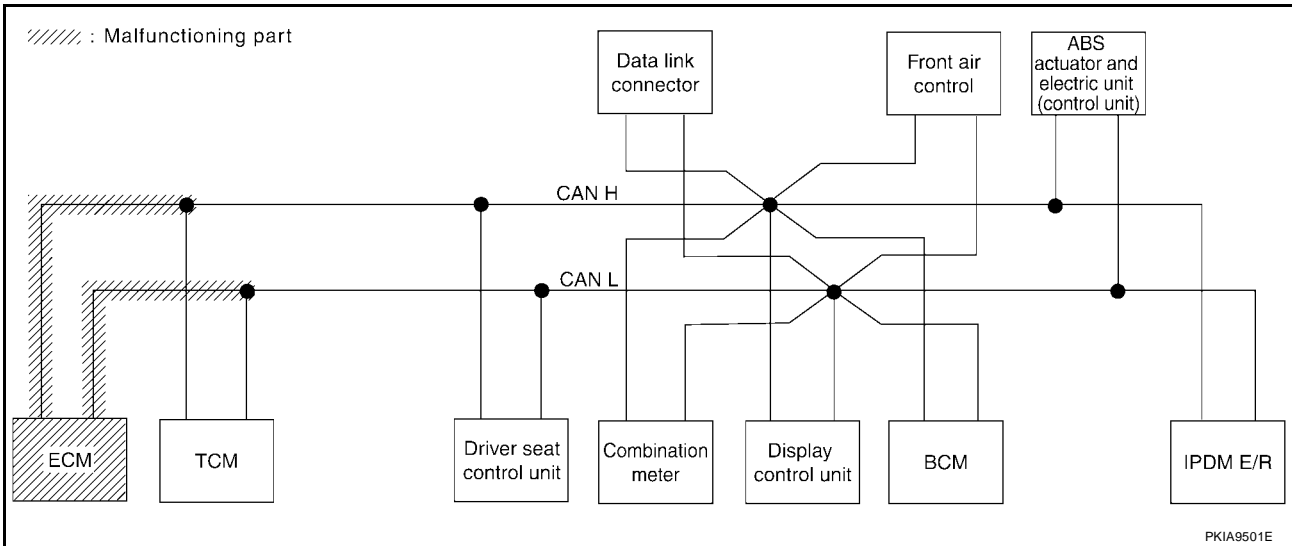 : Malfunctioning part
Data link
connector
Front air
control
ABS
actuator and
electric unit
(control unit)
CAN H
CAN L
ECM
TCM
Driver seat
control unit
Combination
meter
Display
control unit
BCM
IPDM E/R
PKIA9501E